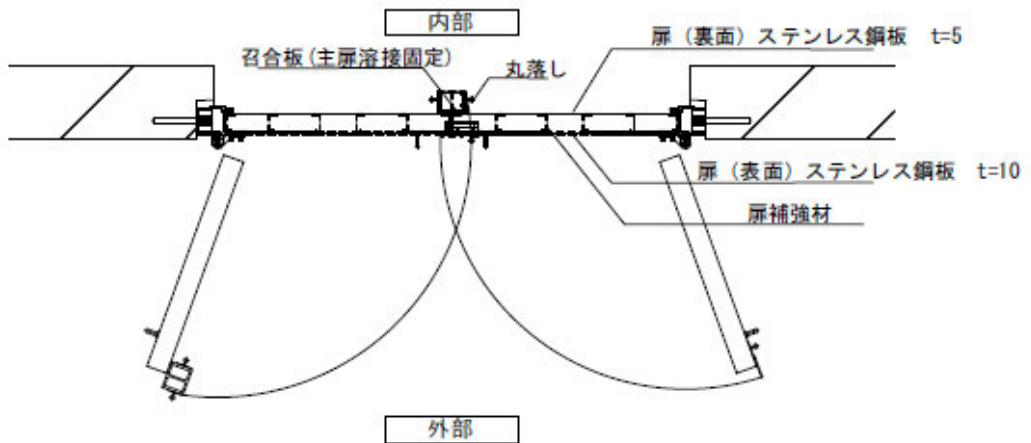 内部
扉（裏面）ステンレス鋼板 t=5
召合板(主扉溶接固定)
丸落し
扉（表面）ステンレス鋼板 t=10
扉補強材
外部